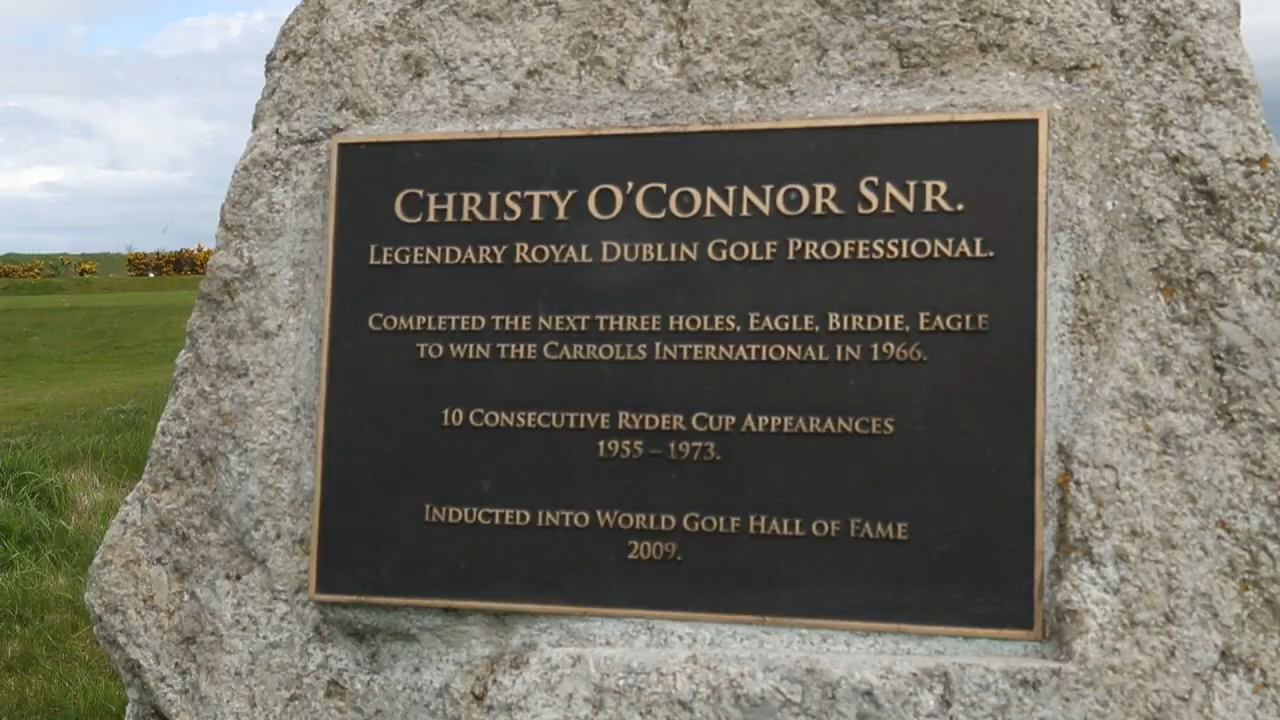 Christy O'Connor Snr.
Legendary Royal Dublin Golf Professional.
Completed the next three holes, Eagle, Birdie, Eagle
to win the Carrolls International in 1966.
10 Consecutive Ryder Cup Appearances
1955 – 1973.
Inducted into World Golf Hall of Fame
2009.